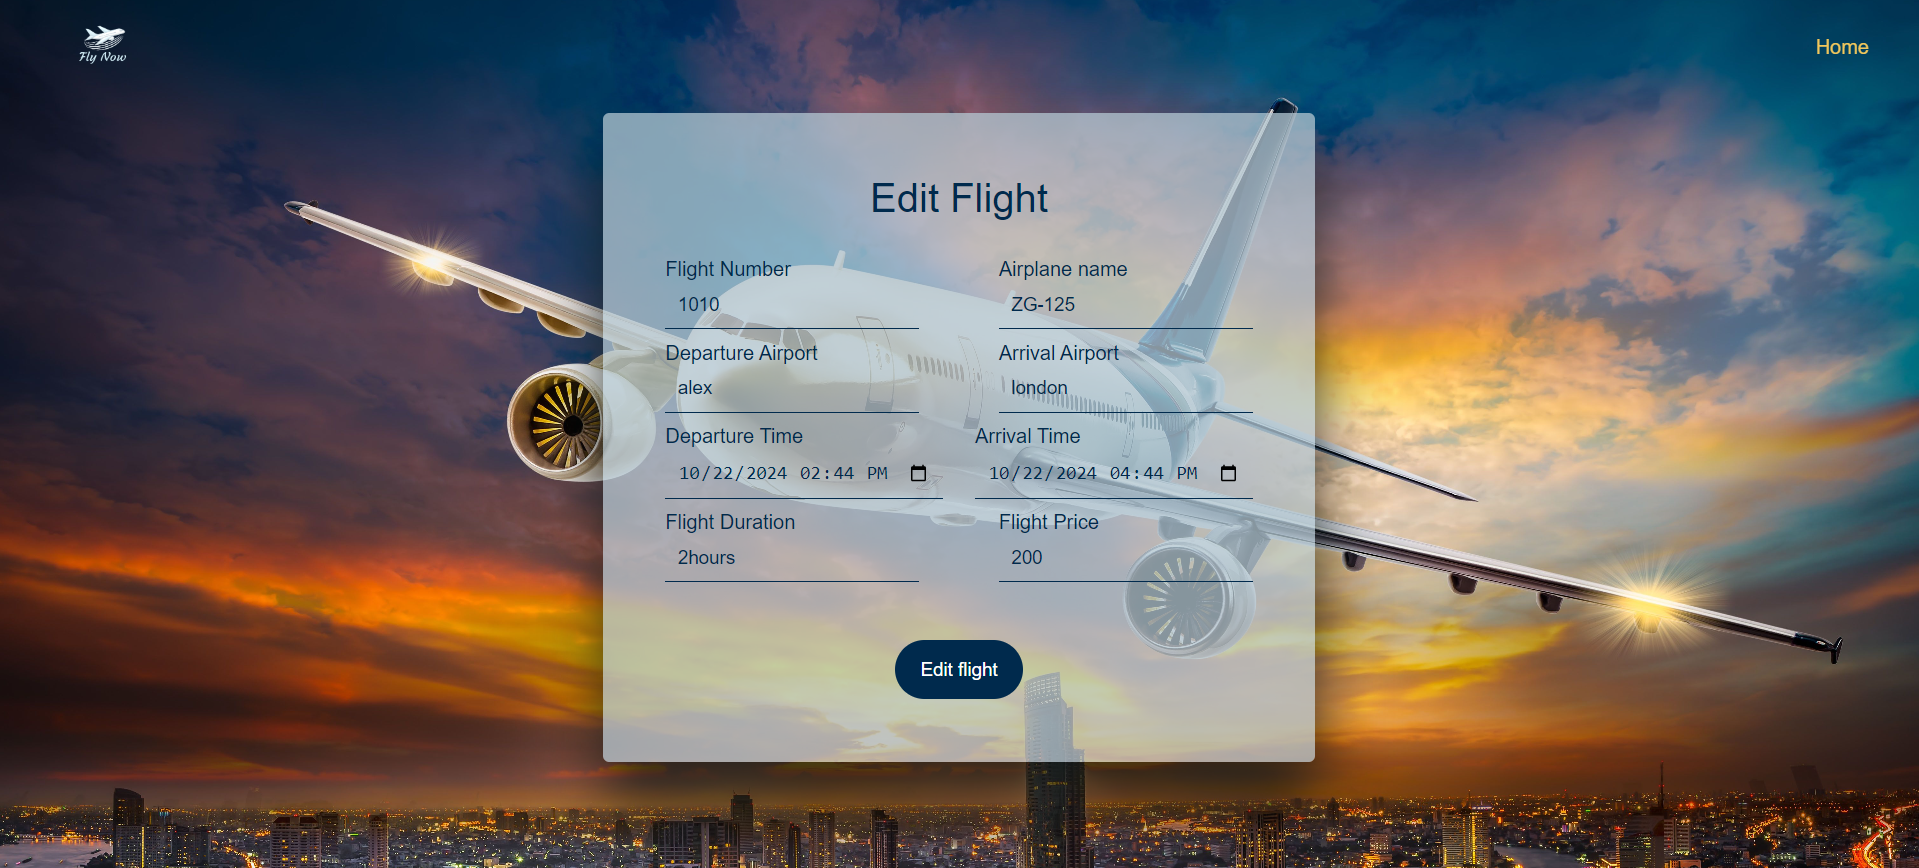 Fly Now
Home
Edit Flight
Flight Number
Airplane name
1010
ZG-125
Departure Airport
Arrival Airport
alex
london
Departure Time
Arrival Time
10/22/2024 02:44 PM
10/22/2024 04:44 PM
Flight Duration
Flight Price
2hours
200
Edit flight